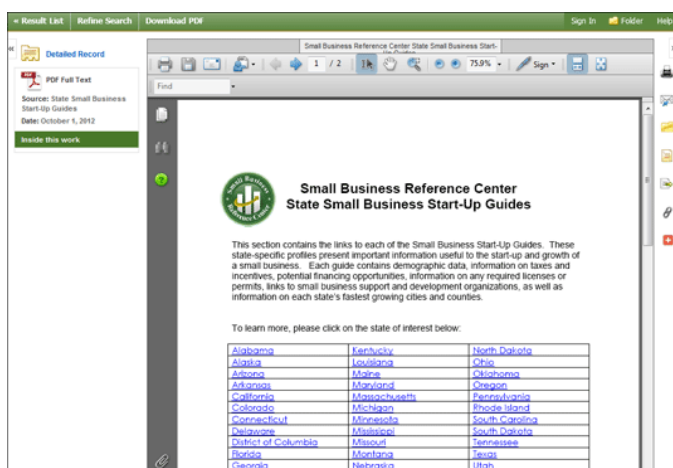 « Result List Refine Search Download PDF Sign In Folder Help
Detailed Record
PDF Full Text
Source: State Small Business
Start-Up Guides
Date: October 1, 2012
Inside this work
Small Business Reference Center State Small Business Start-
Up Guides
1 / 2 75.9% Sign
Find
Small Business
Reference Center
Small Business Reference Center
State Small Business Start-Up Guides
This section contains the links to each of the Small Business Start-Up Guides. These
state-specific profiles present important information useful to the start-up and growth of
a small business. Each guide contains demographic data, information on taxes and
incentives, potential financing opportunities, information on any required licenses or
permits, links to small business support and development organizations, as well as
information on each state's fastest growing cities and counties.
To learn more, please click on the state of interest below:
Alabama Kentucky North Dakota
Alaska Louisiana Ohio
Arizona Maine Oklahoma
Arkansas Maryland Oregon
California Massachusetts Pennsylvania
Colorado Michigan Rhode Island
Connecticut Minnesota South Carolina
Delaware Mississippi South Dakota
District of Columbia Missouri Tennessee
Florida Montana Texas
Georgia Nebraska Utah